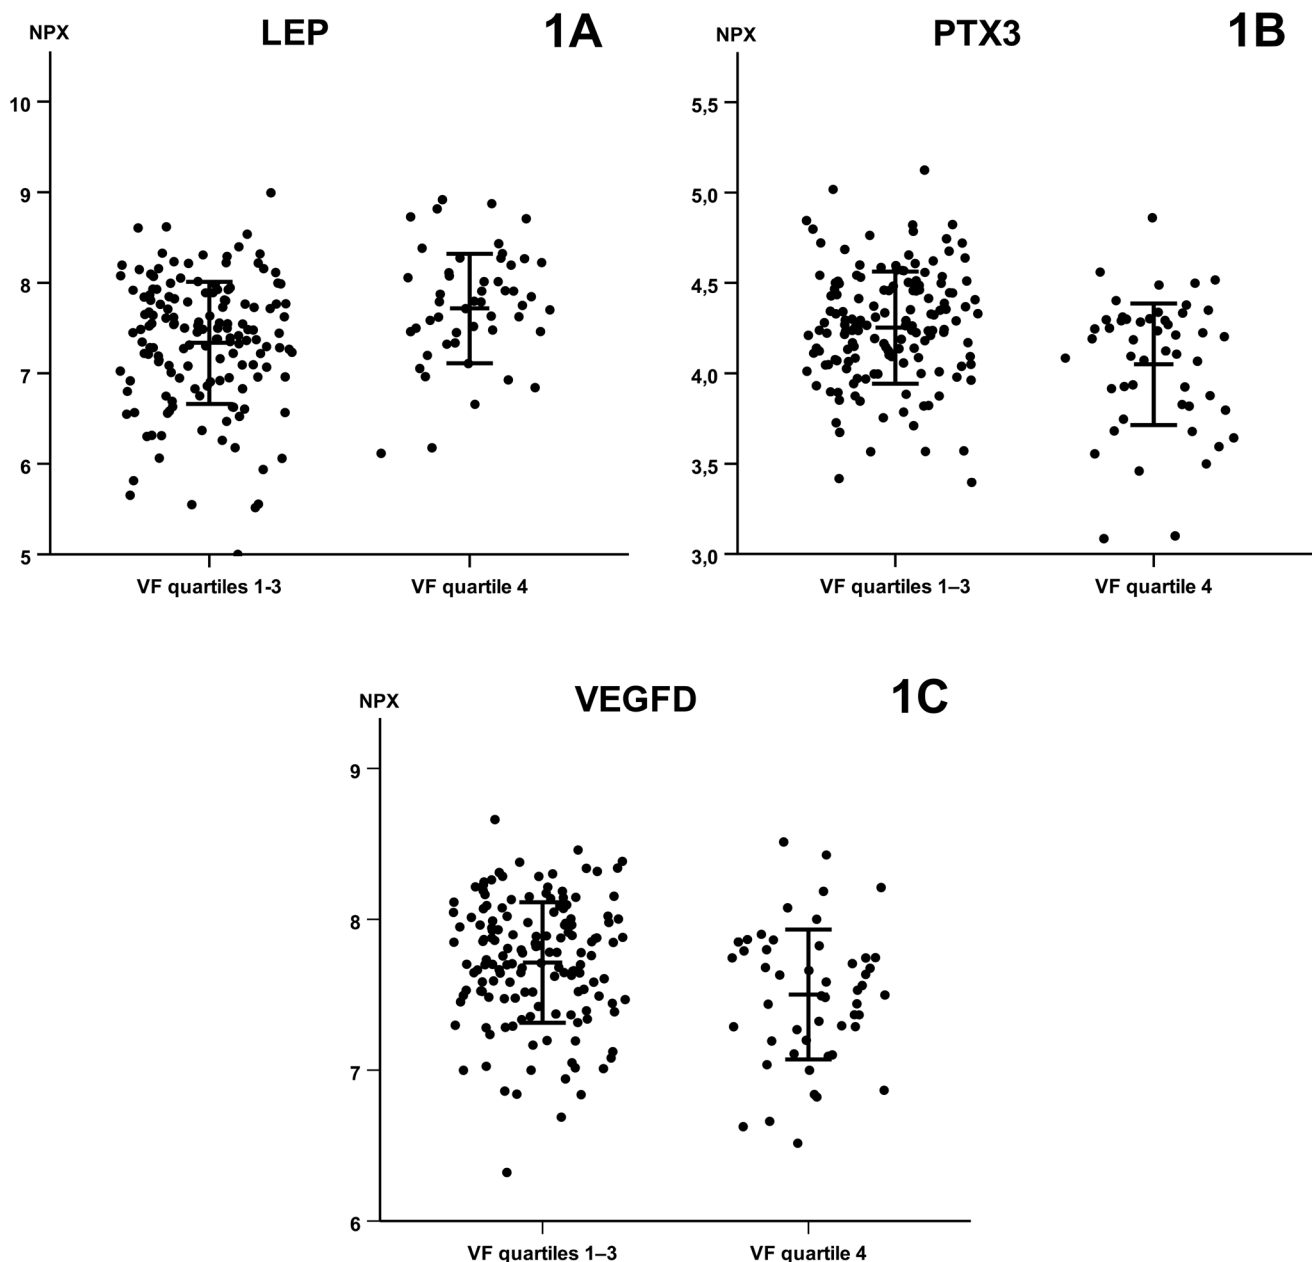 NPX LEP 1A
10
9
8
7
6
5
VF quartiles 1-3 VF quartile 4
NPX PTX3 1B
5,5
5,0
4,5
4,0
3,5
3,0
VF quartiles 1–3 VF quartile 4
NPX VEGFD 1C
9
8
7
6
VF quartiles 1–3 VF quartile 4